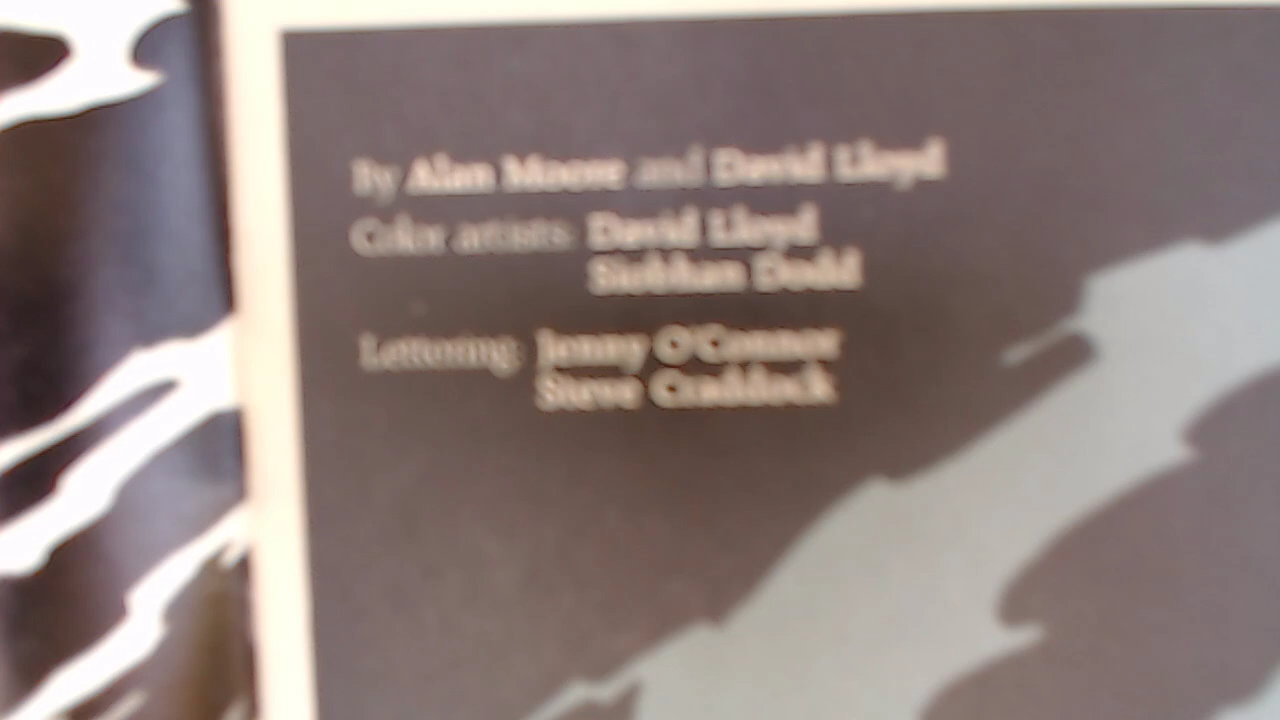 By Alan Moore and David Lloyd
Color artists: David Lloyd
Siobhan Dodd
Lettering: Jenny O'Connor
Steve Craddock